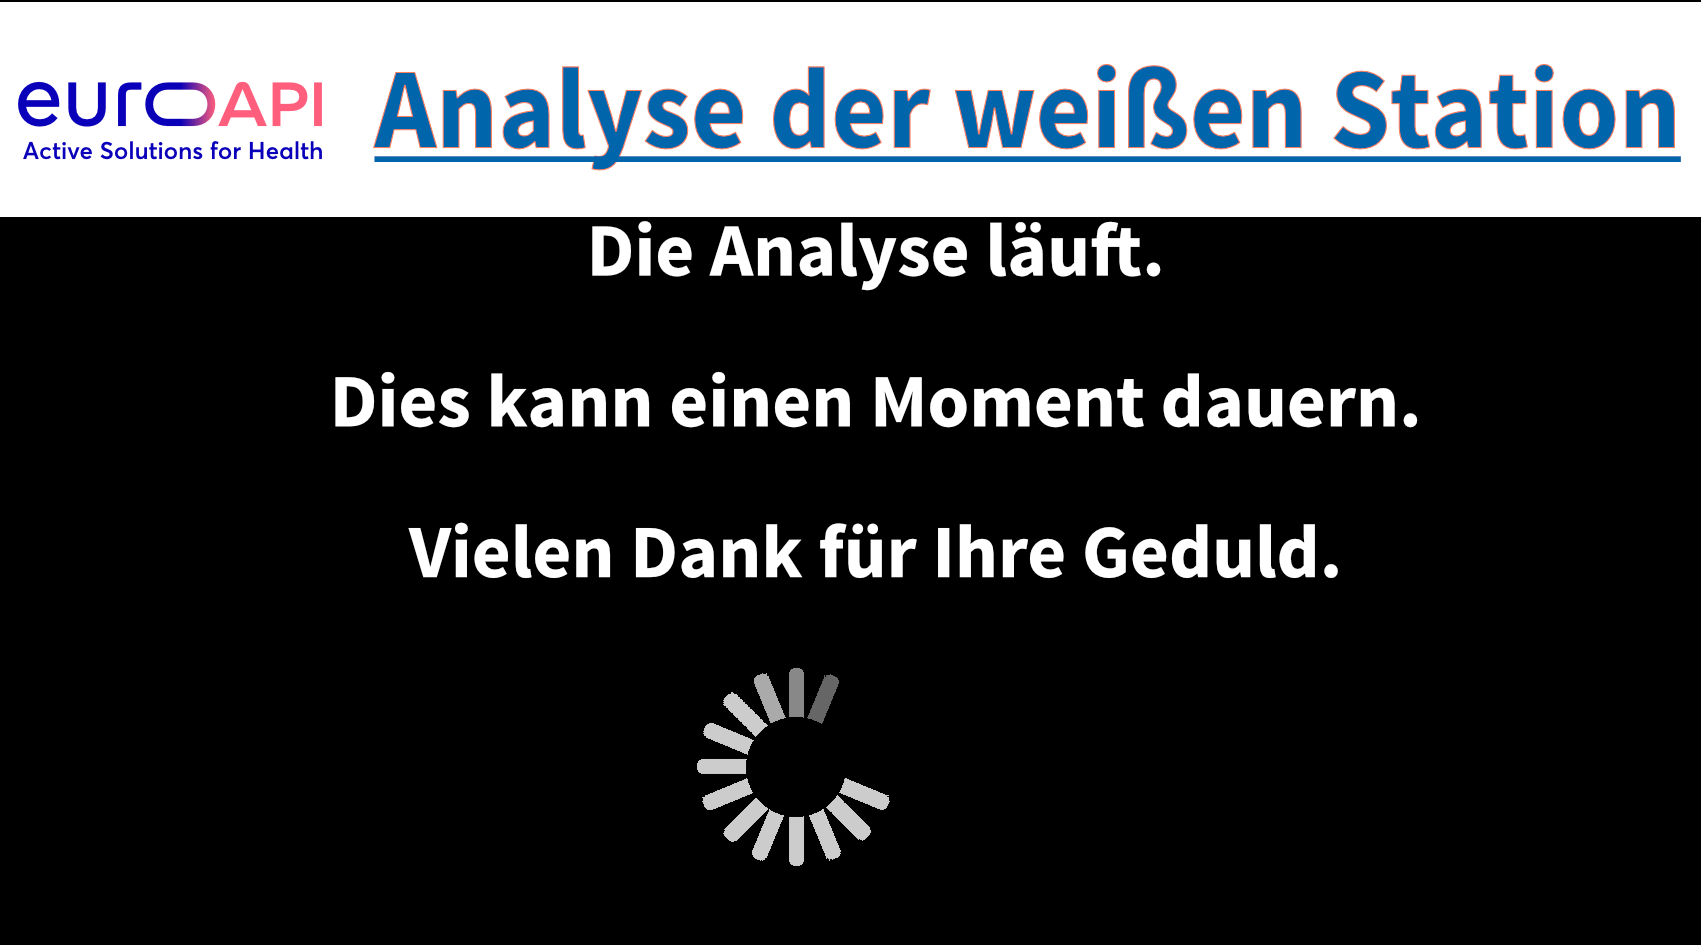 euroAPI
Active Solutions for Health
Analyse der weißen Station
Die Analyse läuft.
Dies kann einen Moment dauern.
Vielen Dank für Ihre Geduld.